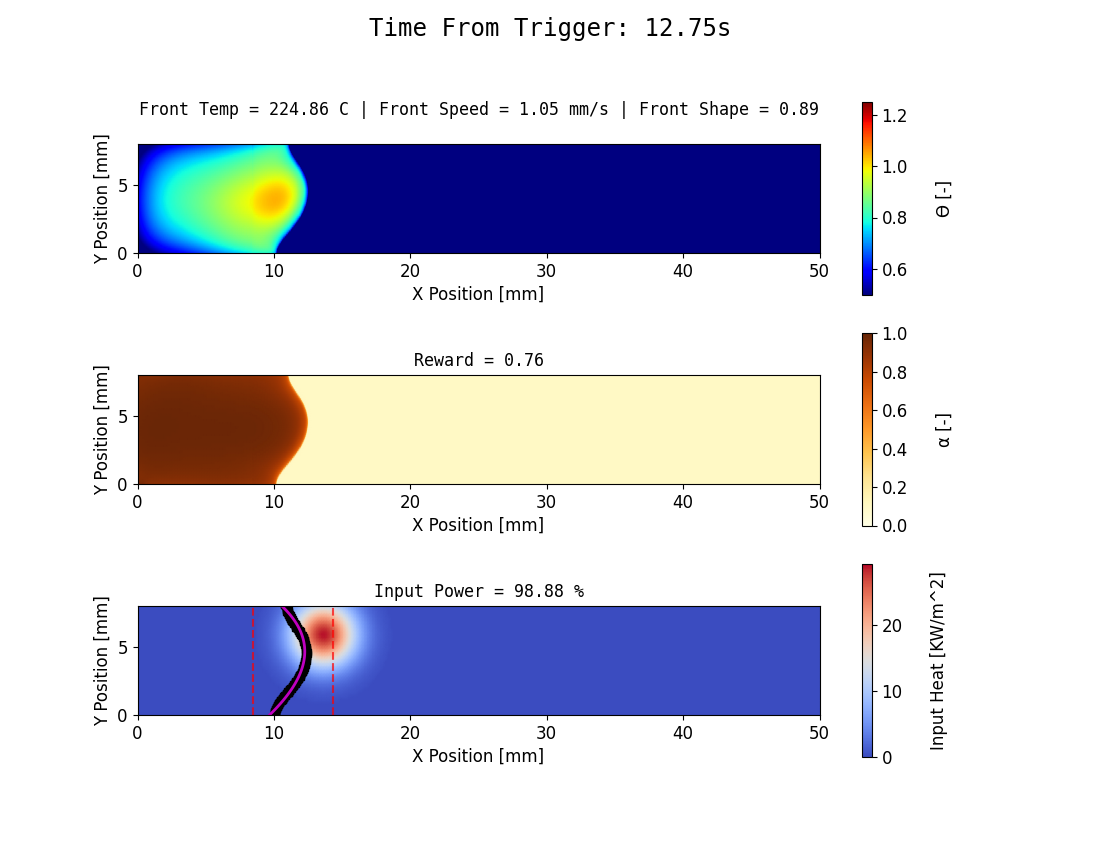 Time From Trigger: 12.75s
Front Temp = 224.86 C | Front Speed = 1.05 mm/s | Front Shape = 0.89
Y Position [mm]
5
0
0 10 20 30 40 50
X Position [mm]
1.2
1.0
0.8
0.6
Θ [-]
Reward = 0.76
Y Position [mm]
5
0
0 10 20 30 40 50
X Position [mm]
1.0
0.8
0.6
0.4
0.2
0.0
α [-]
Input Power = 98.88 %
Y Position [mm]
5
0
0 10 20 30 40 50
X Position [mm]
20
10
0
Input Heat [KW/m^2]